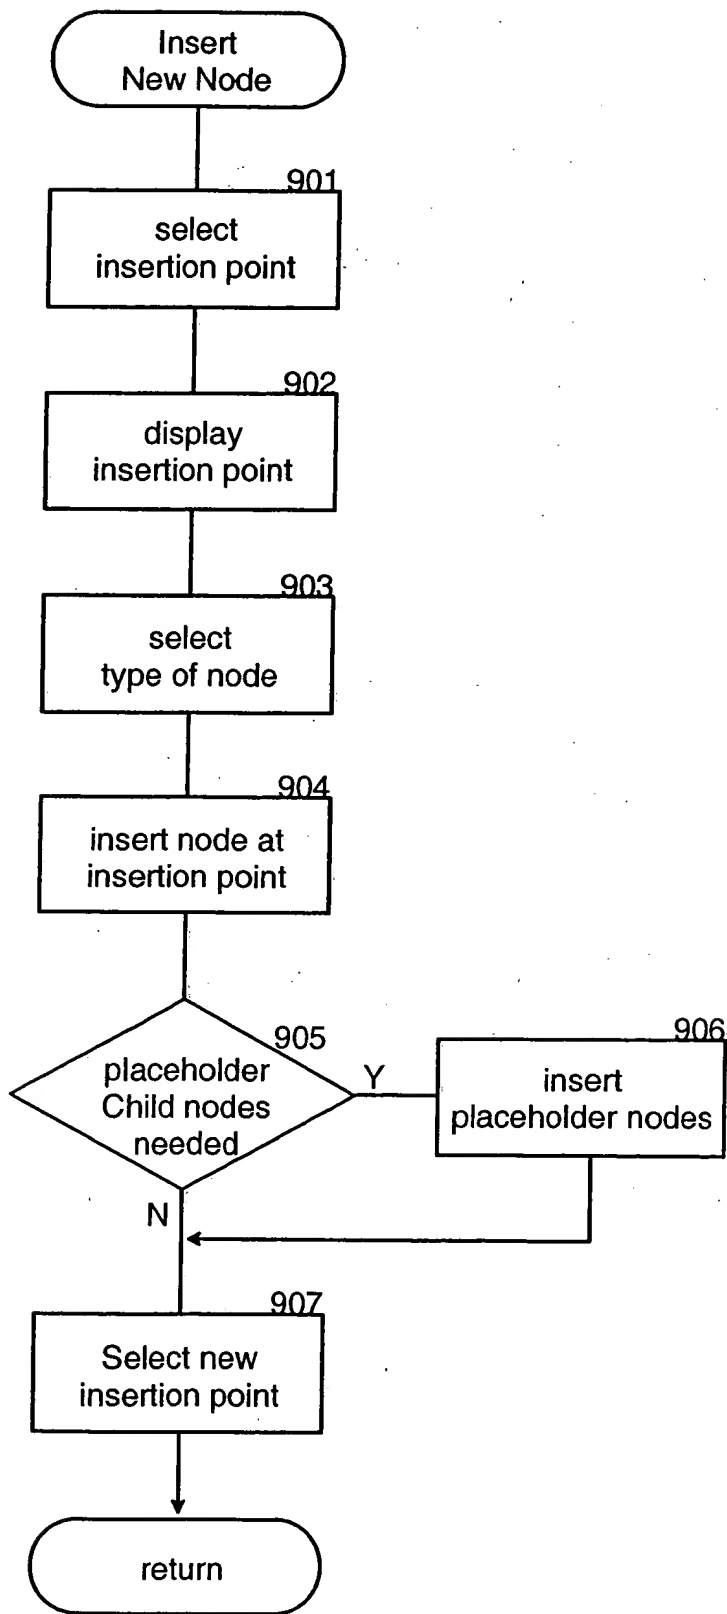 Insert
New Node
901
select
insertion point
902
display
insertion point
903
select
type of node
904
insert node at
insertion point
905
placeholder
Child nodes
needed
Y
906
insert
placeholder nodes
N
907
Select new
insertion point
return